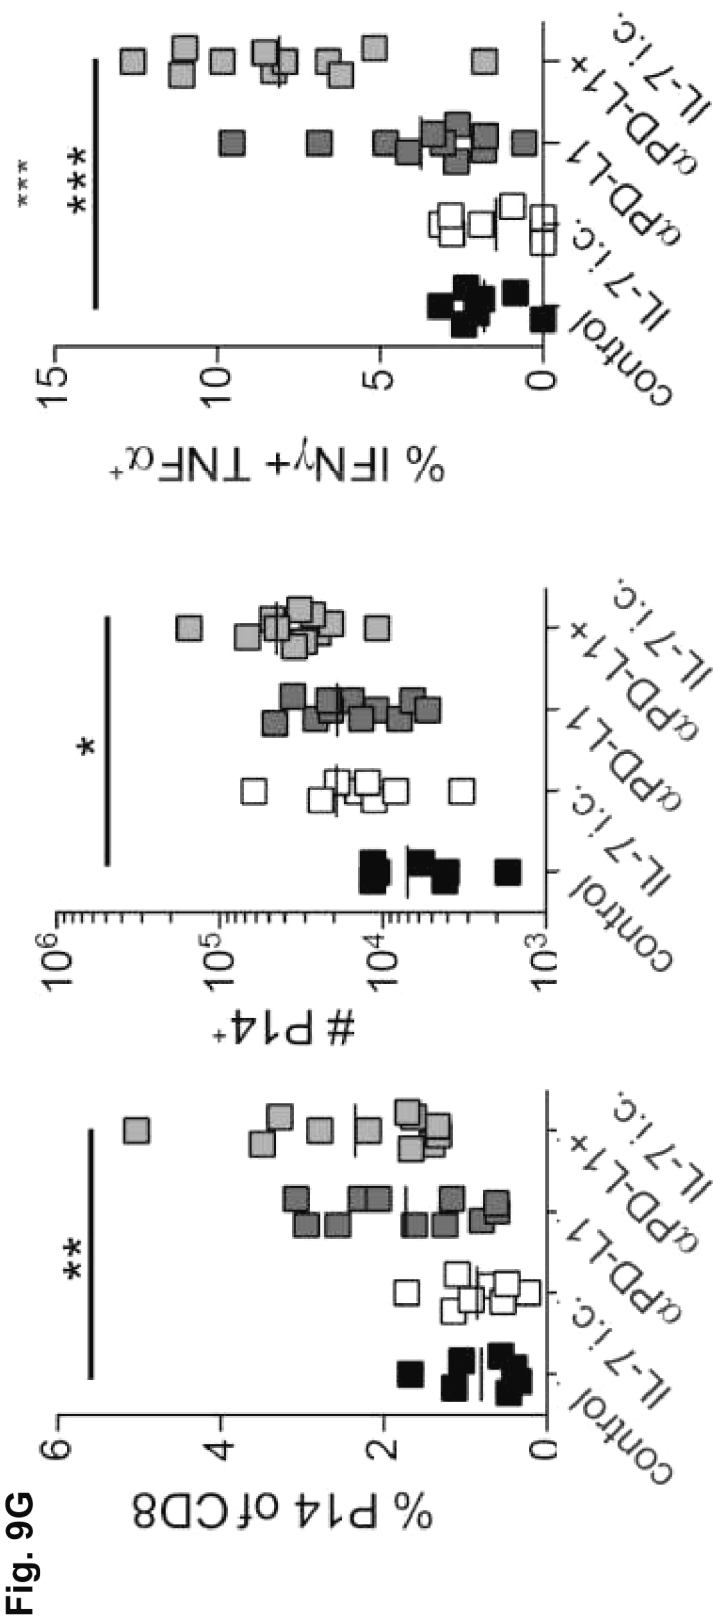 Fig. 9G
% P14 of CD8
6
4
2
0
**
control
IL-7 i.c.
αPD-L1
αPD-L1+
IL-7 i.c.
# P14+
10⁶
10⁵
10⁴
10³
*
control
IL-7 i.c.
αPD-L1
αPD-L1+
IL-7 i.c.
% IFNγ+ TNFα+
15
10
5
0
***
***
control
IL-7 i.c.
αPD-L1
αPD-L1+
IL-7 i.c.